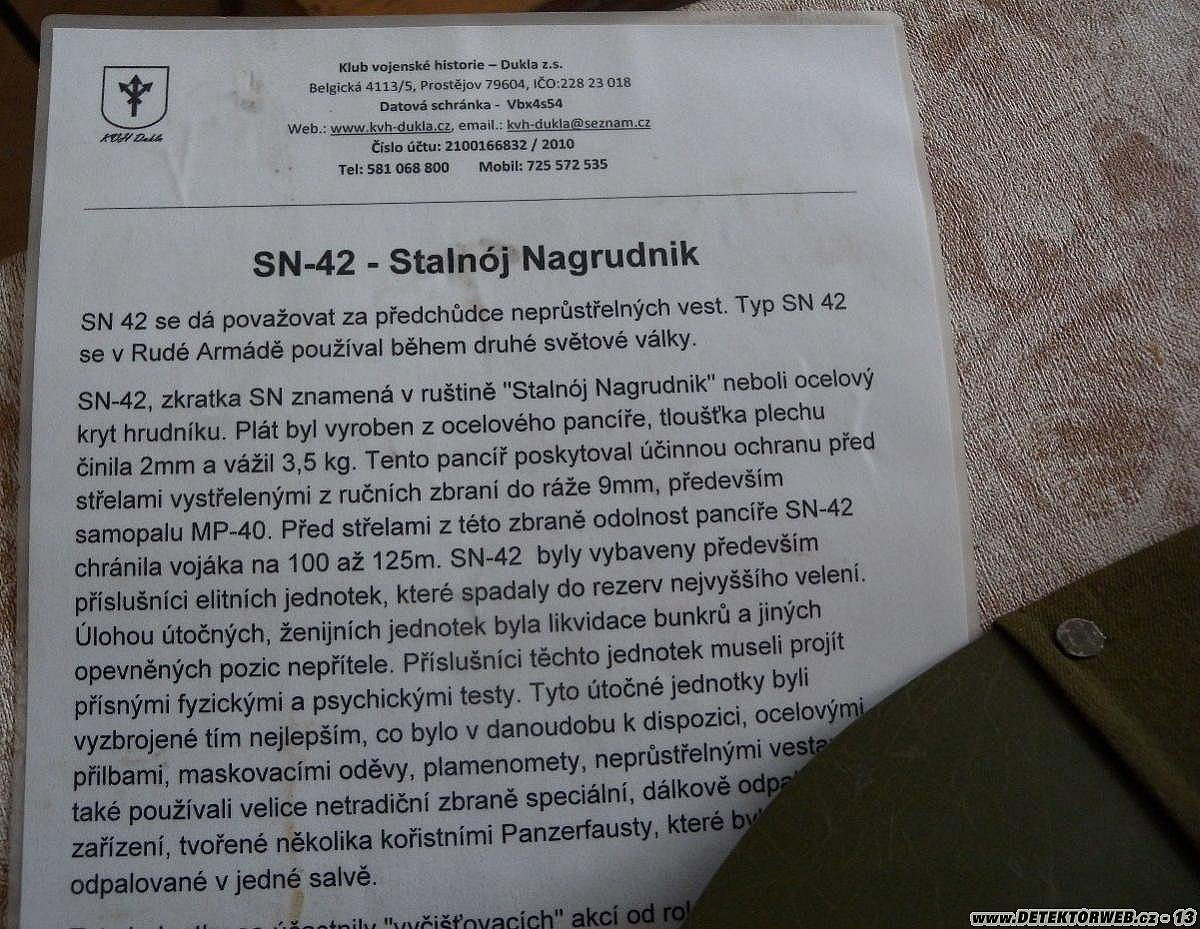 KVH Dukla
Klub vojenské historie – Dukla z.s.
Belgická 4113/5, Prostějov 79604, IČO:228 23 018
Datová schránka - Vbx4s54
Web.: www.kvh-dukla.cz, email.: kvh-dukla@seznam.cz
Číslo účtu: 2100166832 / 2010
Tel: 581 068 800 Mobil: 725 572 535
SN-42 - Stalnój Nagrudnik
SN 42 se dá považovat za předchůdce neprůstřelných vest. Typ SN 42
se v Rudé Armádě používal během druhé světové války.
SN-42, zkratka SN znamená v ruštině "Stalnój Nagrudnik" neboli ocelový
kryt hrudníku. Plát byl vyroben z ocelového pancíře, tloušťka plechu
činila 2mm a vážil 3,5 kg. Tento pancíř poskytoval účinnou ochranu před
střelami vystřelenými z ručních zbraní do ráže 9mm, především
samopalu MP-40. Před střelami z této zbraně odolnost pancíře SN-42
chránila vojáka na 100 až 125m. SN-42 byly vybaveny především
příslušníci elitních jednotek, které spadaly do rezerv nejvyššího velení.
Úlohou útočných, ženijních jednotek byla likvidace bunkrů a jiných
opevněných pozic nepřítele. Příslušníci těchto jednotek museli projít
přísnými fyzickými a psychickými testy. Tyto útočné jednotky byli
vyzbrojené tím nejlepším, co bylo v danoudobu k dispozici, ocelovými
přilbami, maskovacími oděvy, plamenomety, neprůstřelnými
také používali velice netradiční zbraně speciální, dálkově
zařízení, tvořené několika kořistními Panzerfausty, které
odpalované v jedné salvě.
"vyčišťovacích" akcí od
www.DETEKTORWEB.cz - 13